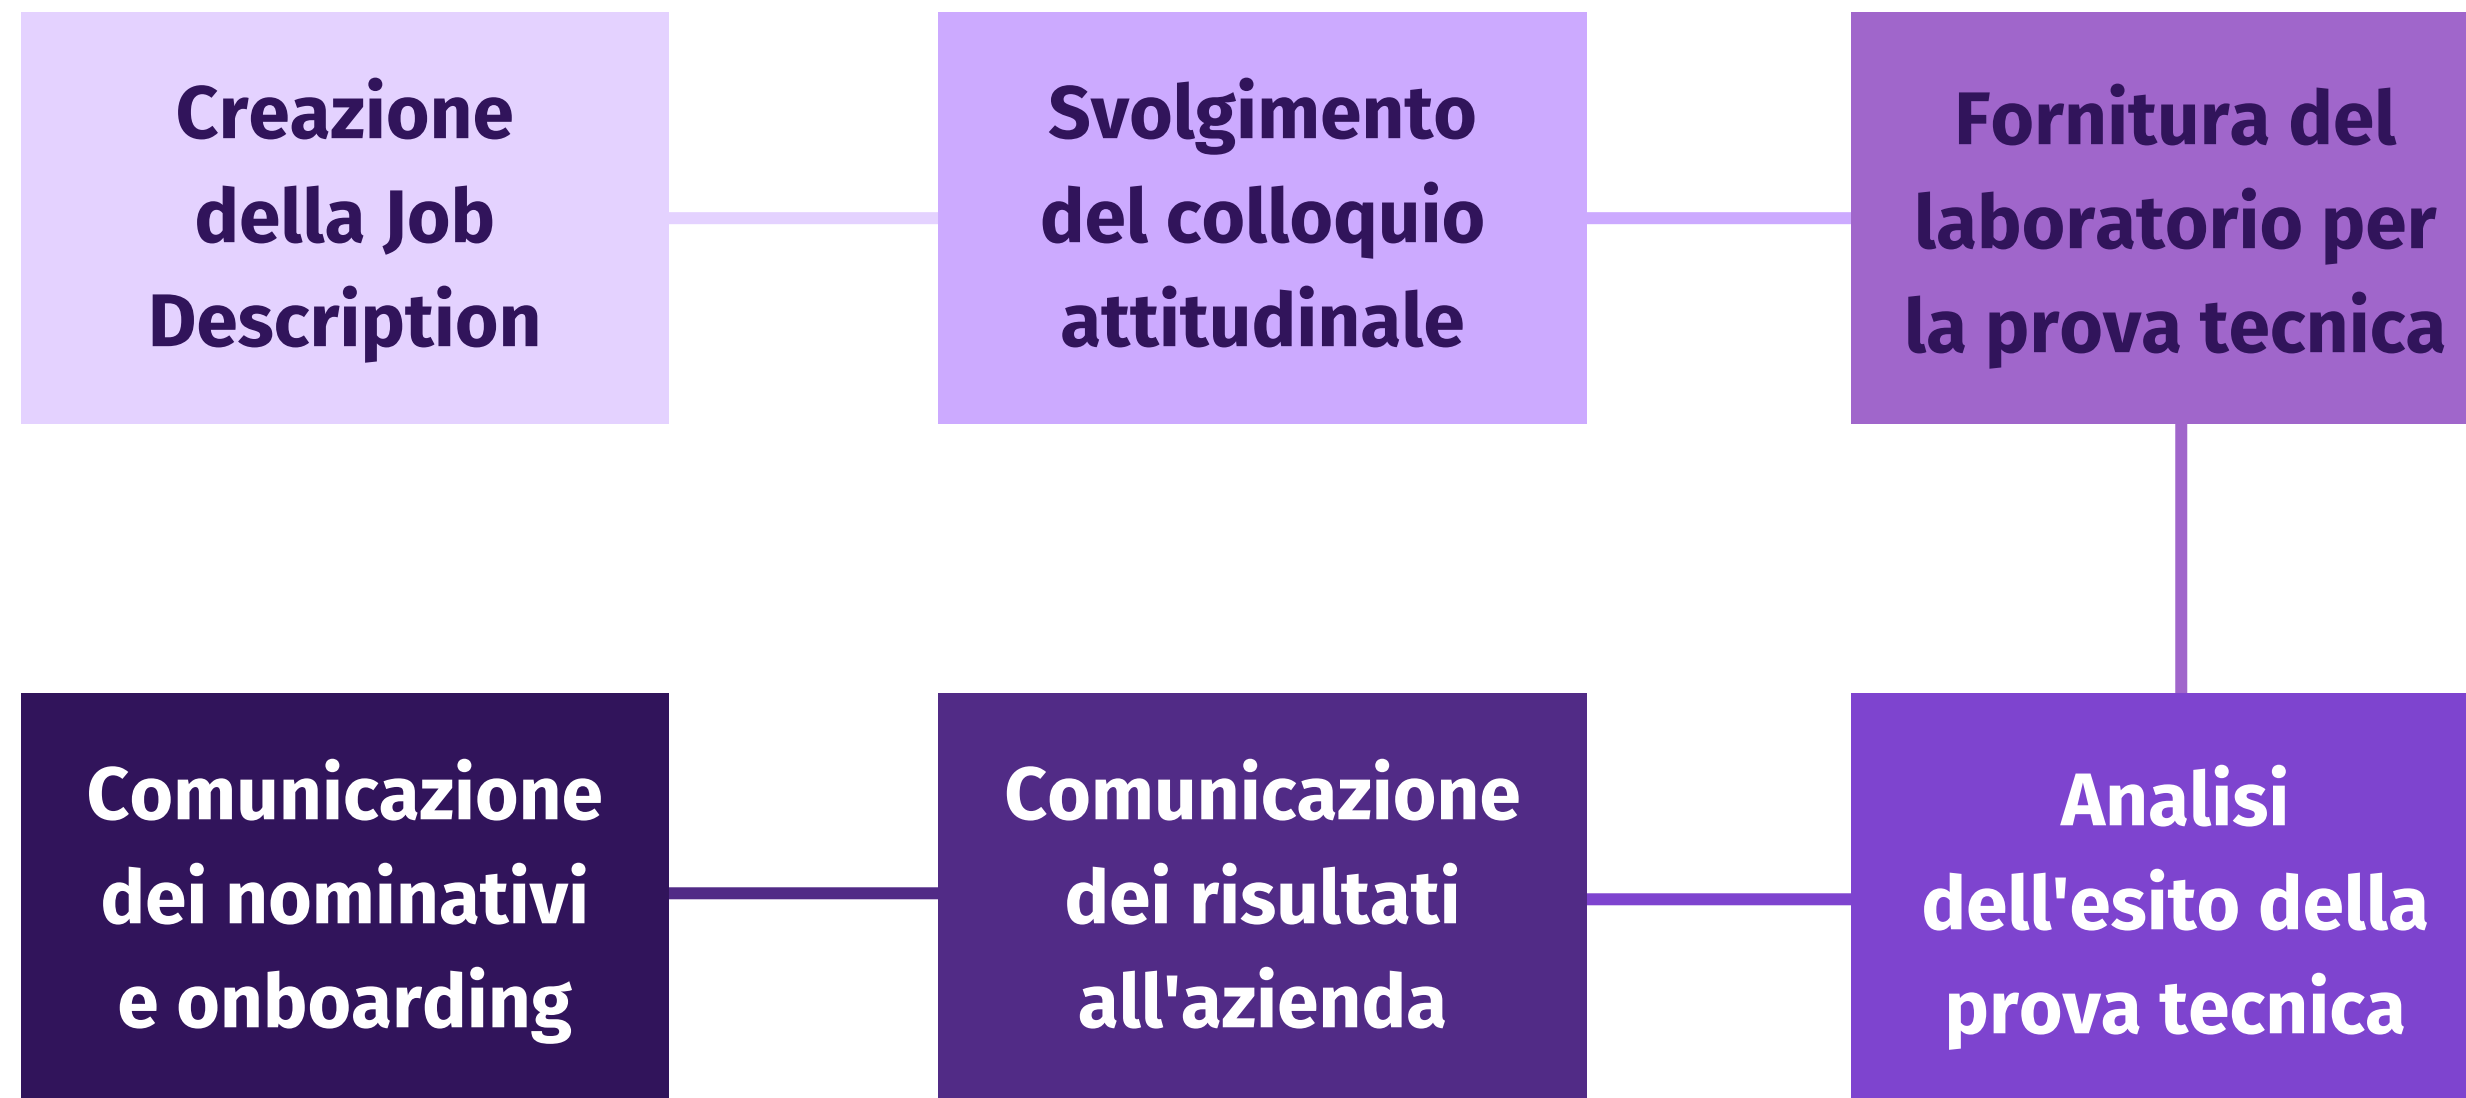 Creazione
della Job
Description
Svolgimento
del colloquio
attitudinale
Fornitura del
laboratorio per
la prova tecnica
Analisi
dell'esito della
prova tecnica
Comunicazione
dei risultati
all'azienda
Comunicazione
dei nominativi
e onboarding